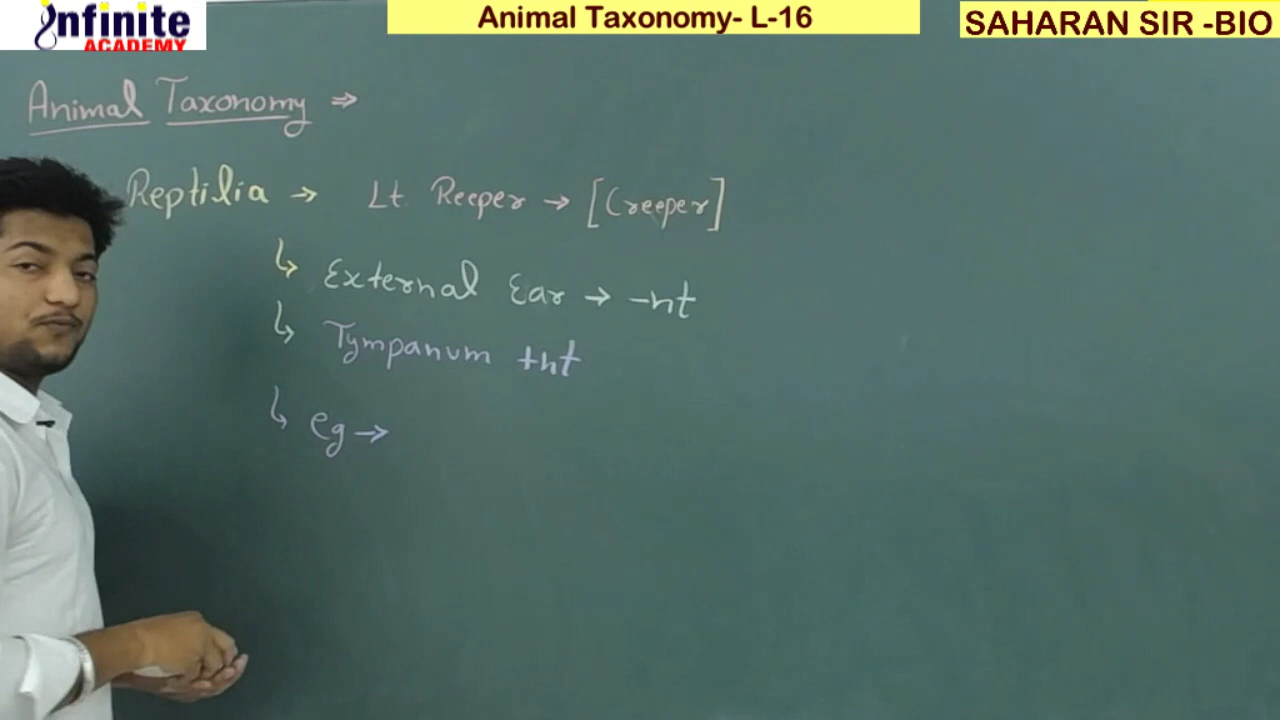 infinite
ACADEMY
Animal Taxonomy- L-16
SAHARAN SIR -BIO
Animal Taxonomy ⇒
Reptilia → Lt. Reeper → [Creeper]
↳ External Ear → -nt
↳ Tympanum +nt
↳ eg →